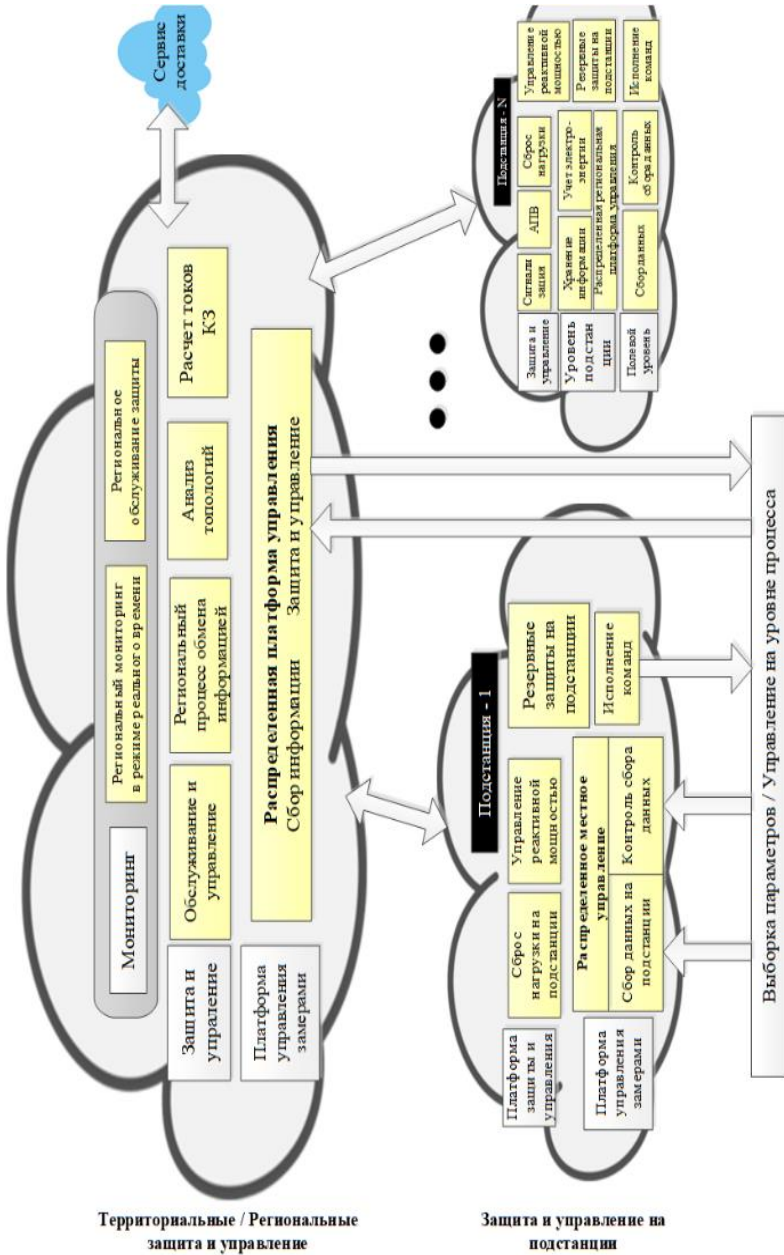 Сервис
доставки
Мониторинг
Региональный мониторинг
в режиме реального времени
Региональное
обслуживание защиты
Защита и
упраление
Обслуживание и
управление
Региональный
процесс обмена
информацией
Анализ
топологий
Расчет токов
КЗ
Платформа
управления
замерами
Распределенная платформа управления
Сбор информации Защита и управление
Подстанция - 1
Платформа
защиты и
управления
Сброс
нагрузки на
подстанции
Управление
реактивной
мощностью
Резервные
защиты на
подстанции
Платформа
управления
замерами
Распределенное местное
управление
Сбор данных на
подстанции
Контроль сбора
данных
Исполнение
команд
Подстанция - N
Защита и
управление
Сигнали
зация
АПВ
Сброс
нагрузки
Управление
реактивной
мощностью
Уровень
подстан
ции
Хранение
информации
Учет электро-
энергии
Резервные
защиты на
подстанции
Распределенная региональная
платформа управления
Полевой
уровень
Сбор данных
Контроль
сбора данных
Исполнение
команд
Выборка параметров / Управление на уровне процесса
Территориальные / Региональные
защита и управление
Защита и управление на
подстанции